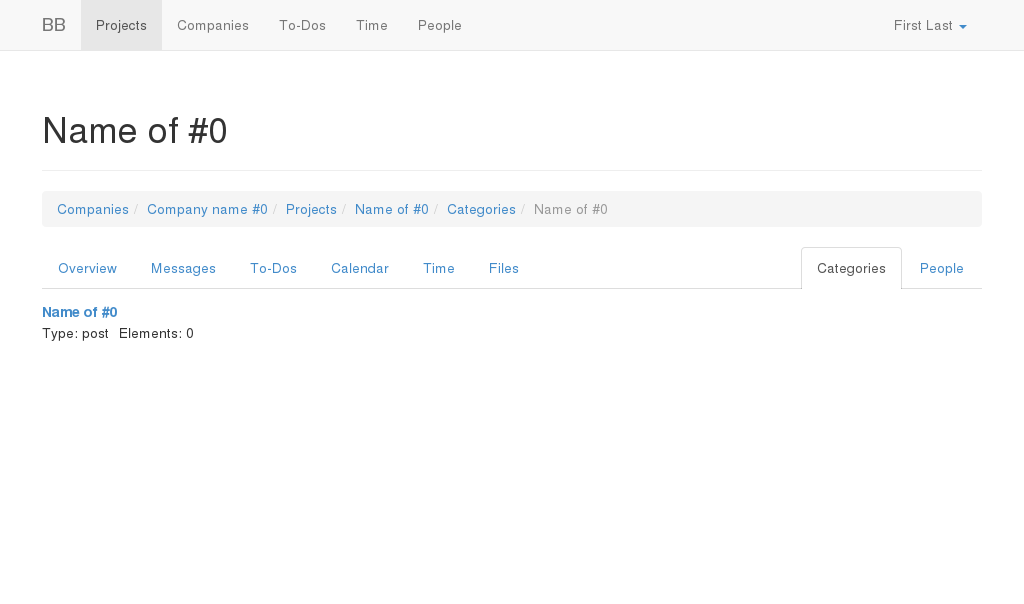 BB Projects Companies To-Dos Time People First Last
Name of #0
Companies / Company name #0 / Projects / Name of #0 / Categories / Name of #0
Overview Messages To-Dos Calendar Time Files Categories People
Name of #0
Type: post Elements: 0